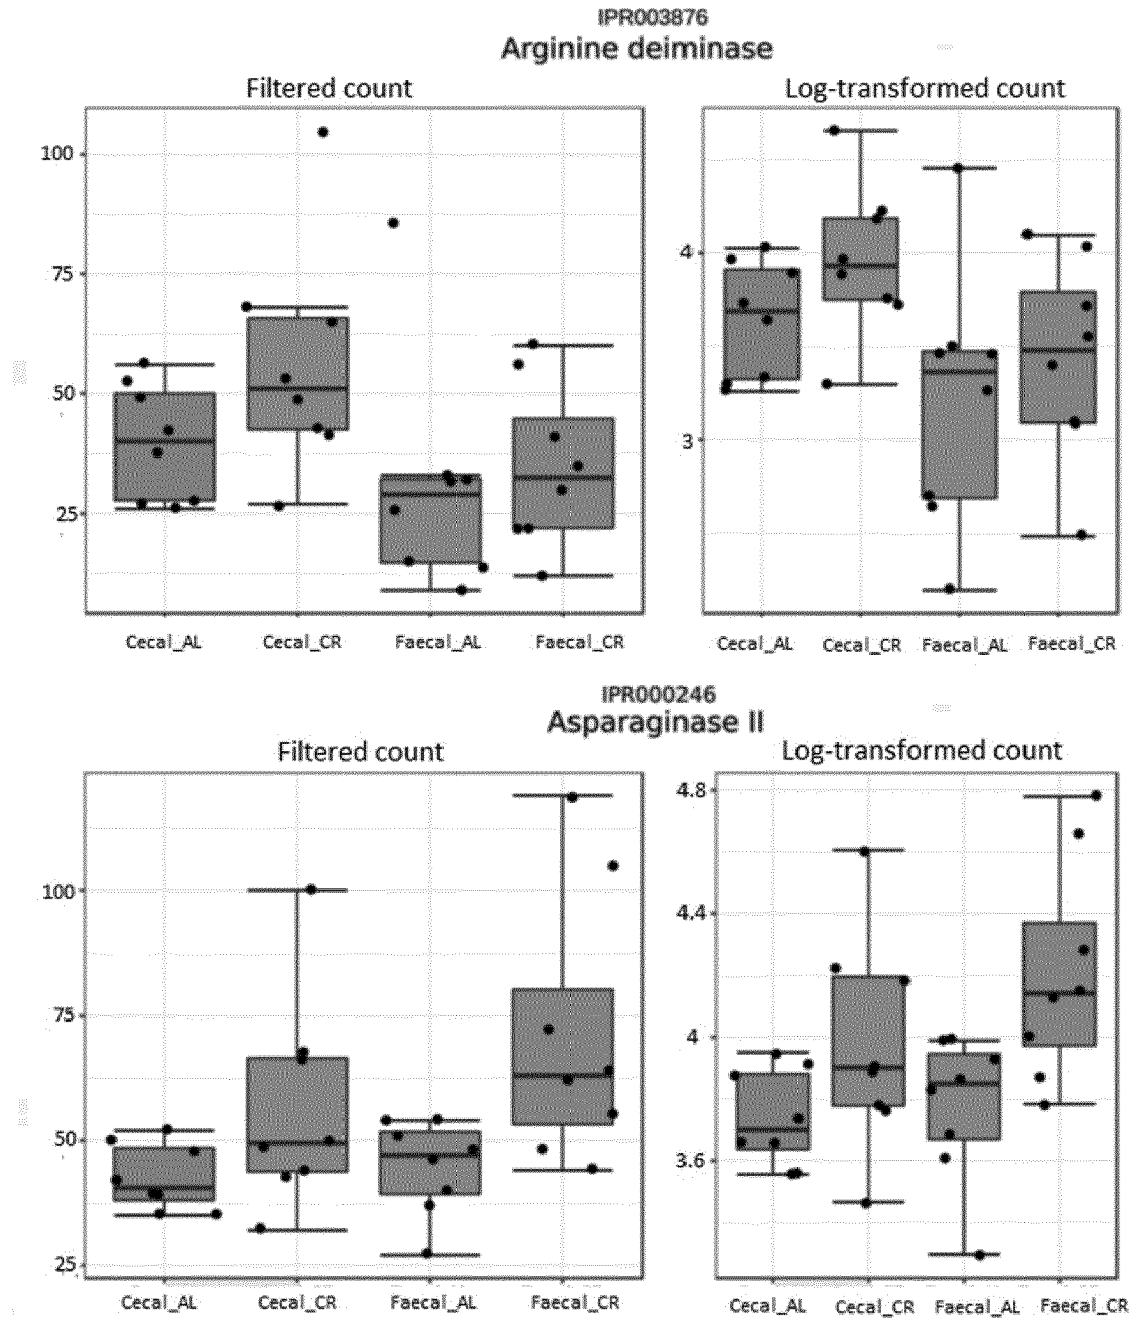 IPR003876
Arginine deiminase
Filtered count
Log-transformed count
100
75
50
25
4
3
Cecal_AL
Cecal_CR
Faecal_AL
Faecal_CR
Cecal_AL
Cecal_CR
Faecal_AL
Faecal_CR
IPR000246
Asparaginase II
Filtered count
Log-transformed count
100
75
50
25
4.8
4.4
4
3.6
Cecal_AL
Cecal_CR
Faecal_AL
Faecal_CR
Cecal_AL
Cecal_CR
Faecal_AL
Faecal_CR